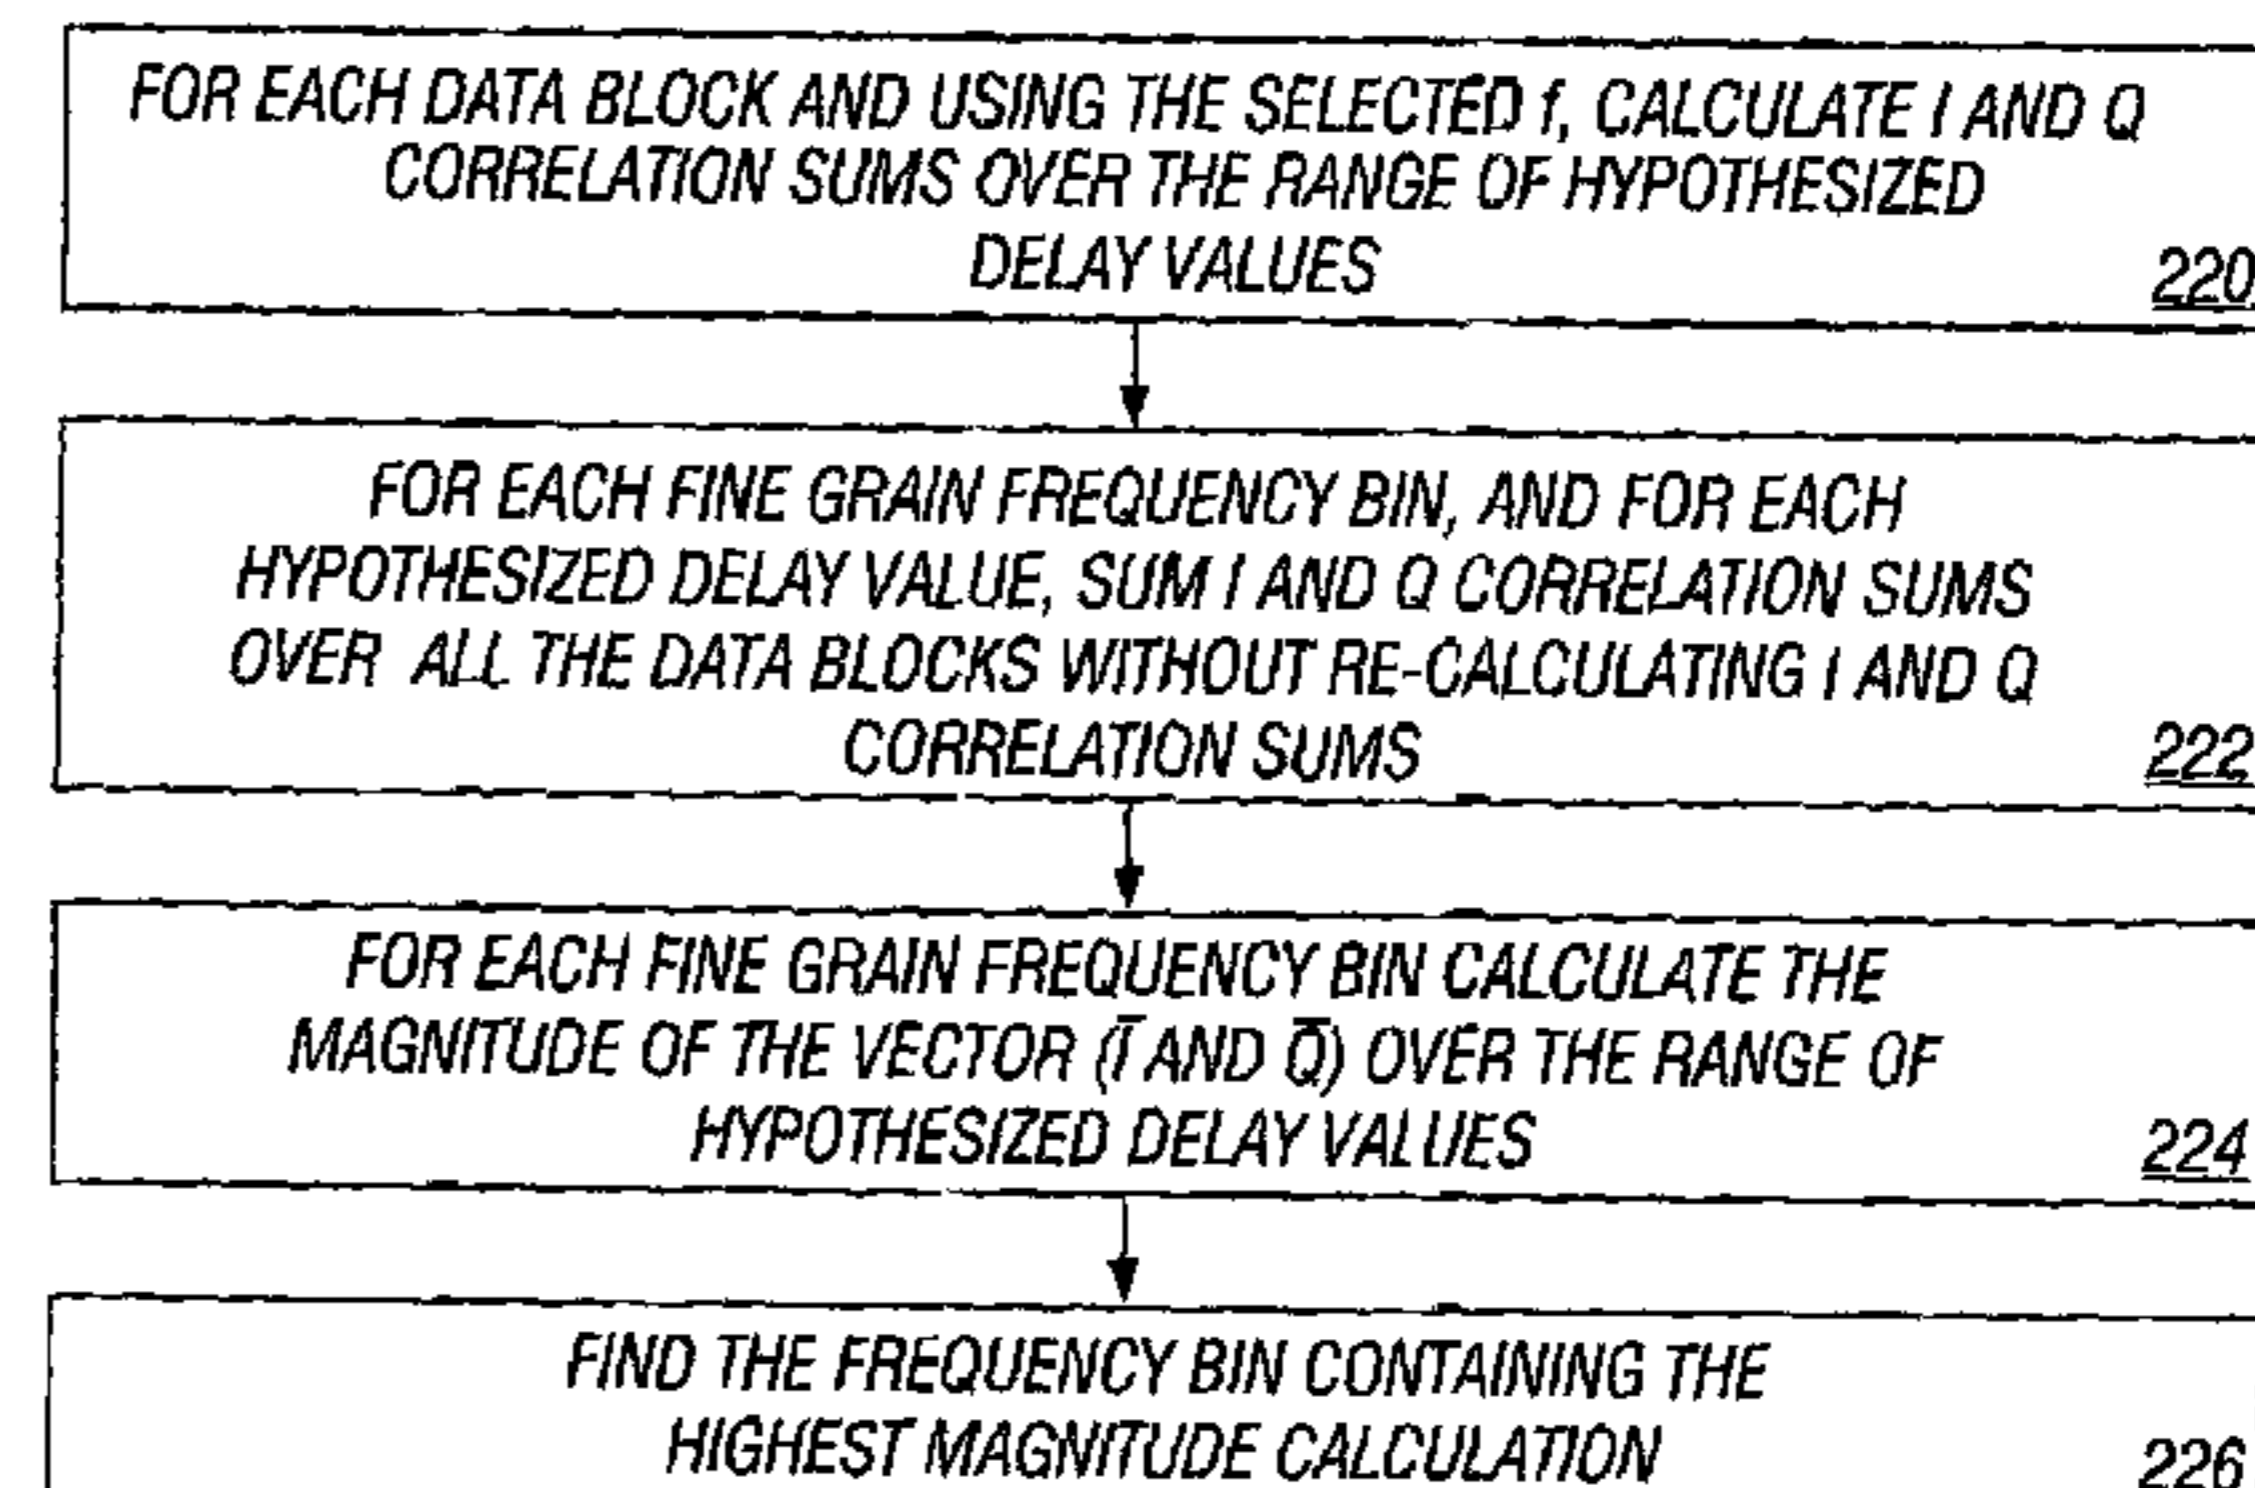 FOR EACH DATA BLOCK AND USING THE SELECTED f, CALCULATE I AND Q
CORRELATION SUMS OVER THE RANGE OF HYPOTHESIZED
DELAY VALUES
220
FOR EACH FINE GRAIN FREQUENCY BIN, AND FOR EACH
HYPOTHESIZED DELAY VALUE, SUM I AND Q CORRELATION SUMS
OVER ALL THE DATA BLOCKS WITHOUT RE-CALCULATING I AND Q
CORRELATION SUMS
222
FOR EACH FINE GRAIN FREQUENCY BIN CALCULATE THE
MAGNITUDE OF THE VECTOR (Ī AND Q̄) OVER THE RANGE OF
HYPOTHESIZED DELAY VALUES
224
FIND THE FREQUENCY BIN CONTAINING THE
HIGHEST MAGNITUDE CALCULATION
226